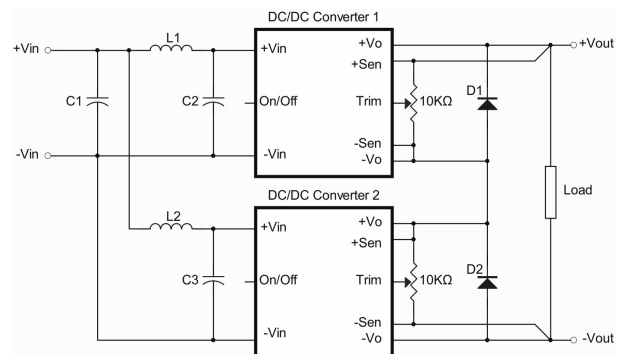 DC/DC Converter 1
L1
+Vin
+Vin
+Vo
+Vout
+Sen
C1
C2
On/Off
Trim
10KΩ
D1
-Sen
-Vin
-Vin
-Vo
Load
DC/DC Converter 2
L2
+Vin
+Vo
+Sen
D2
C3
On/Off
Trim
10KΩ
-Sen
-Vin
-Vo
-Vout